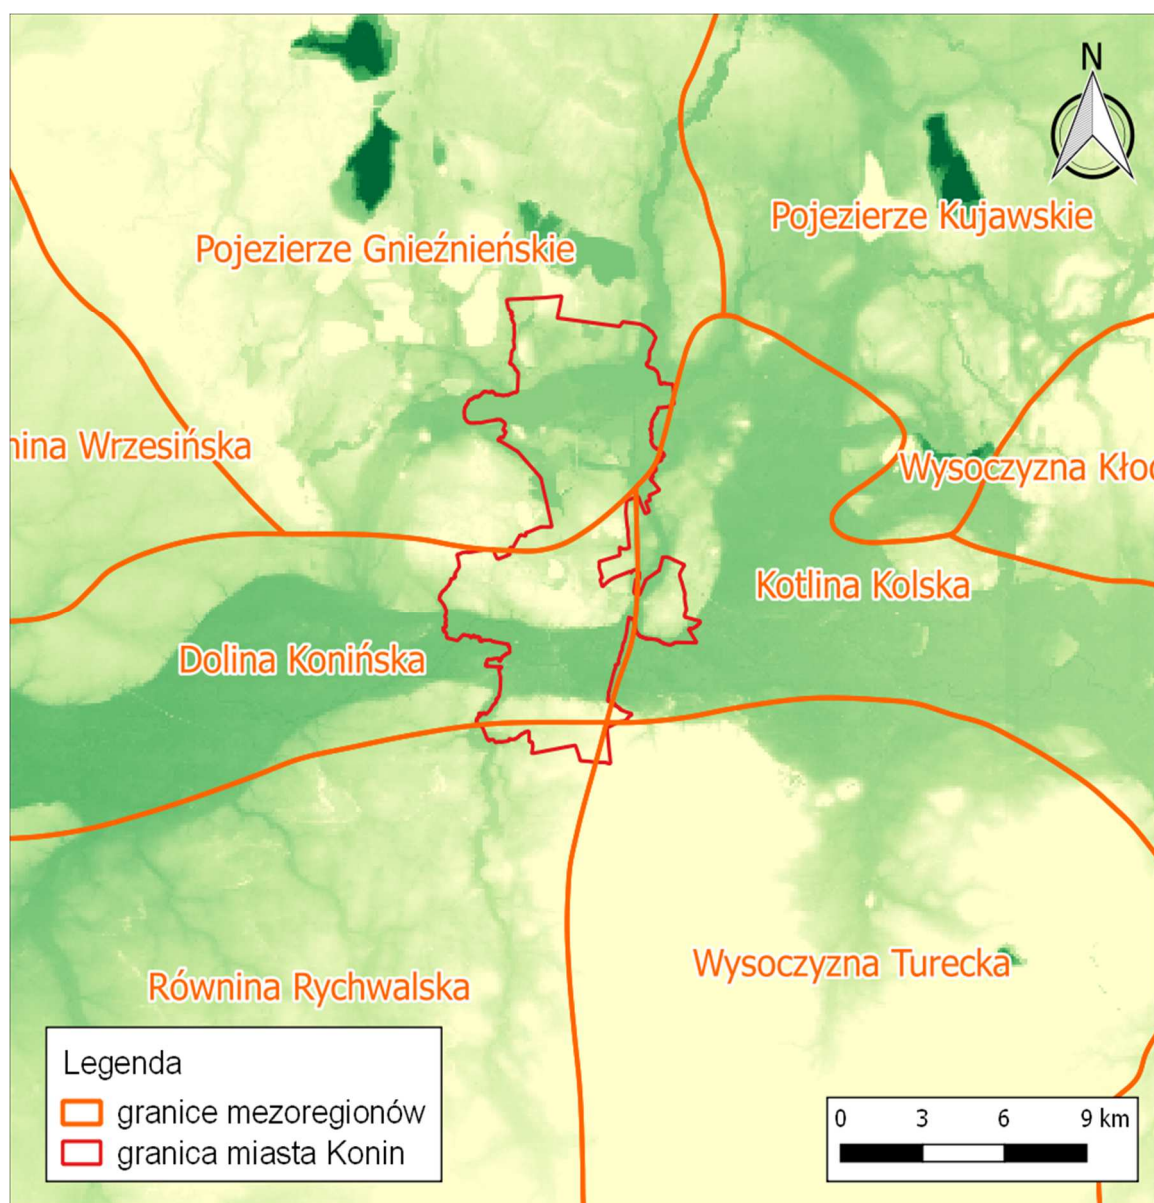 N
Pojezierze Kujawskie
Pojezierze Gnieźnieńskie
nina Wrzesińska
Wysoczyzna Kłoc
Kotlina Kolska
Dolina Konińska
Wysoczyzna Turecka
Równina Rychwalska
Legenda
granice mezoregionów
granica miasta Konin
0 3 6 9 km